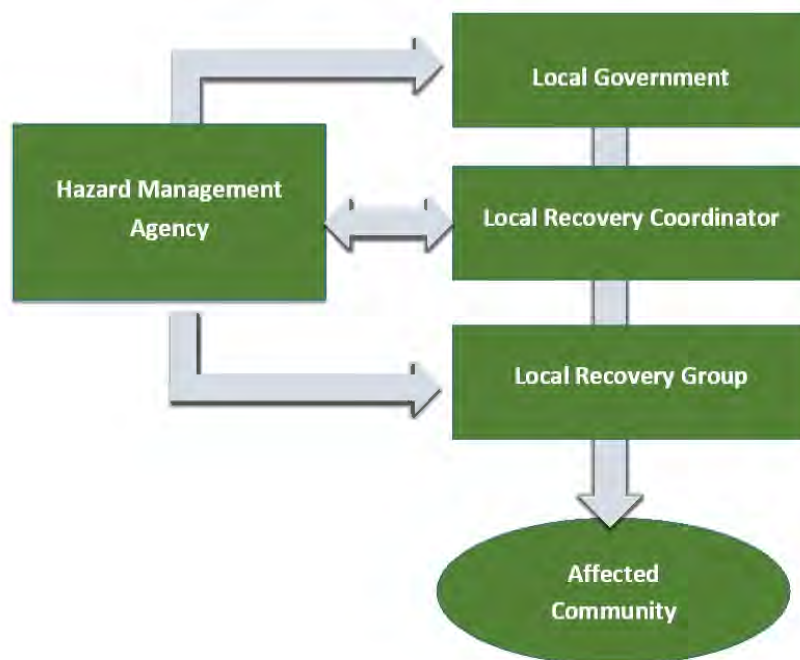 Local Government
Hazard Management
Agency
Local Recovery Coordinator
Local Recovery Group
Affected
Community